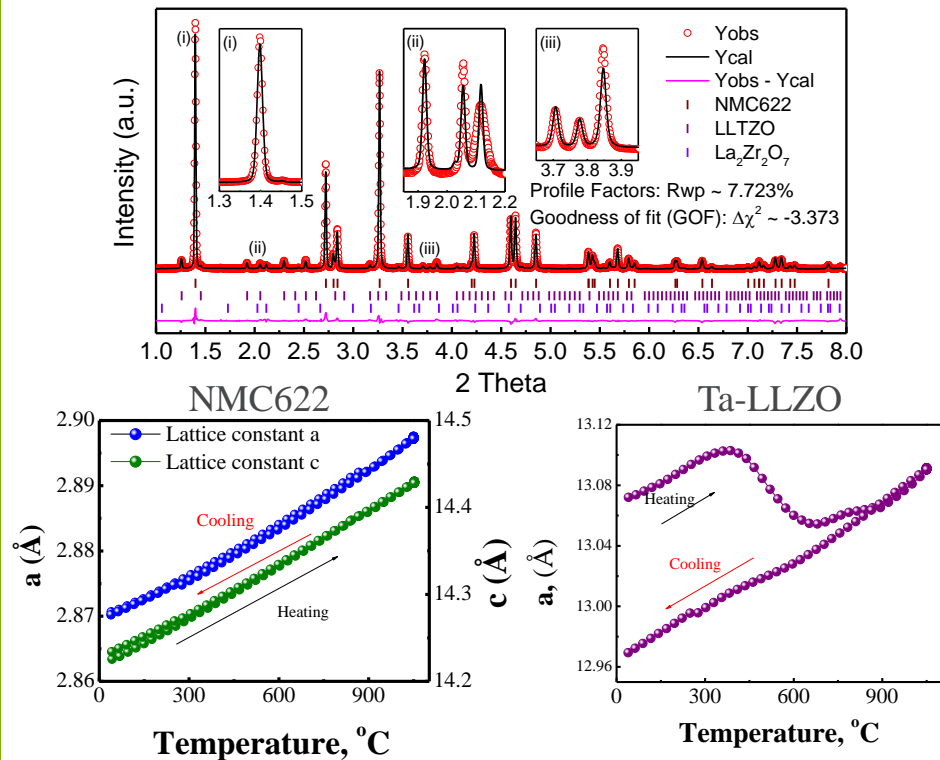 (i)
(i)
(ii)
(iii)
Yobs
Ycal
Yobs - Ycal
NMC622
LLTZO
La₂Zr₂O₇
1.3 1.4 1.5
1.9 2.0 2.1 2.2
3.7 3.8 3.9
Profile Factors: Rwp ~ 7.723%
Goodness of fit (GOF): Δχ² ~ -3.373
(ii)
(iii)
Intensity (a.u.)
1.0 1.5 2.0 2.5 3.0 3.5 4.0 4.5 5.0 5.5 6.0 6.5 7.0 7.5 8.0
2 Theta
NMC622
Lattice constant a
Lattice constant c
Cooling
Heating
a (Å)
2.90
2.89
2.88
2.87
2.86
c (Å)
14.5
14.4
14.3
14.2
0 300 600 900
Temperature, °C
Ta-LLZO
Heating
Cooling
a, (Å)
13.12
13.08
13.04
13.00
12.96
0 300 600 900
Temperature, °C